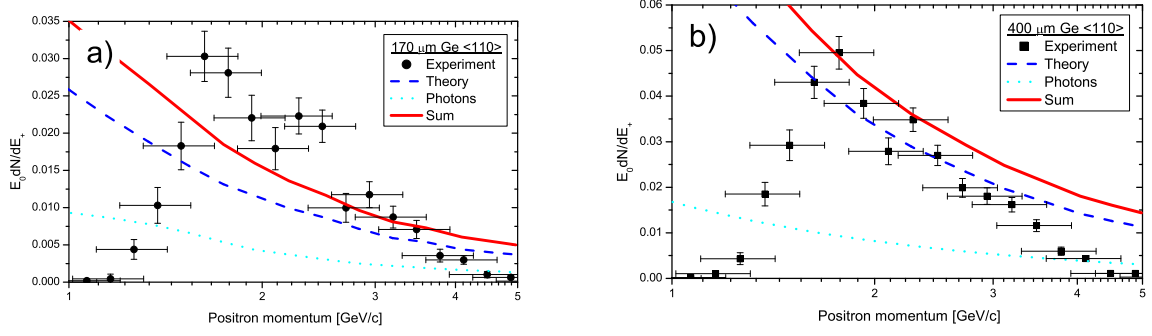 a)
170 μm Ge <110>
Experiment
Theory
Photons
Sum
0.035
0.030
0.025
0.020
0.015
0.010
0.005
0.000
E₀dN/dE₊
1
2
3
4
5
Positron momentum [GeV/c]
b)
400 μm Ge <110>
Experiment
Theory
Photons
Sum
0.06
0.05
0.04
0.03
0.02
0.01
0.00
E₀dN/dE₊
1
2
3
4
5
Positron momentum [GeV/c]